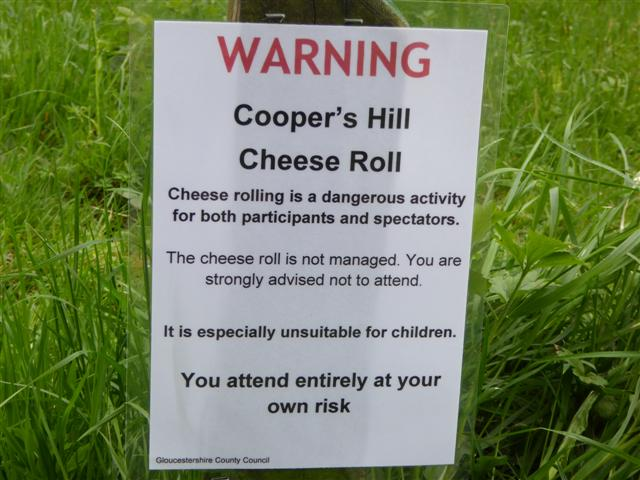 WARNING
Cooper's Hill
Cheese Roll
Cheese rolling is a dangerous activity
for both participants and spectators.
The cheese roll is not managed. You are
strongly advised not to attend.
It is especially unsuitable for children.
You attend entirely at your
own risk
Gloucestershire County Council